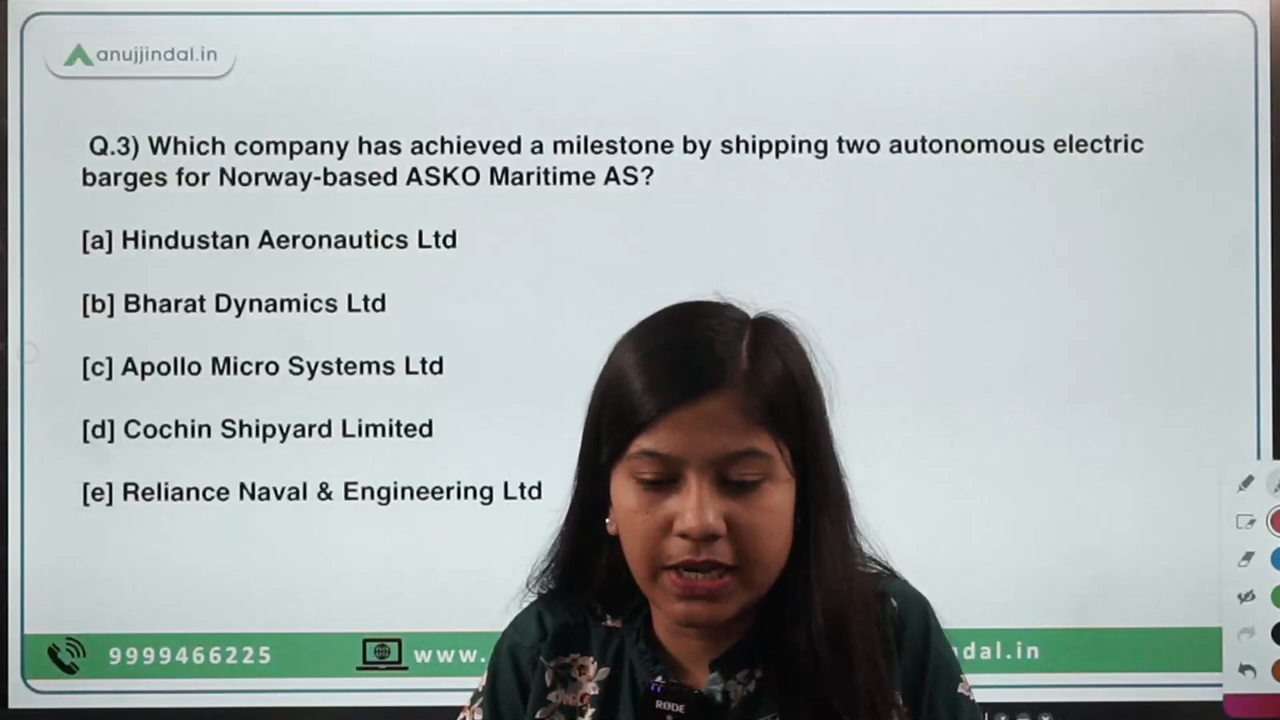 anujjindal.in
Q.3) Which company has achieved a milestone by shipping two autonomous electric
barges for Norway-based ASKO Maritime AS?
[a] Hindustan Aeronautics Ltd
[b] Bharat Dynamics Ltd
[c] Apollo Micro Systems Ltd
[d] Cochin Shipyard Limited
[e] Reliance Naval & Engineering Ltd
9999466225 www. dal.in
RØDE